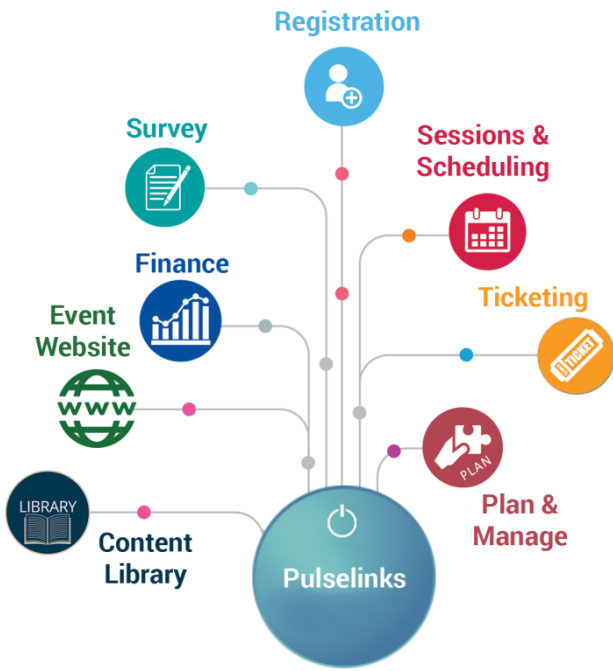 Registration
Survey
Sessions &
Scheduling
Finance
Ticketing
TICKET
Event
Website
www
PLAN
LIBRARY
Plan &
Manage
Content
Library
Pulselinks